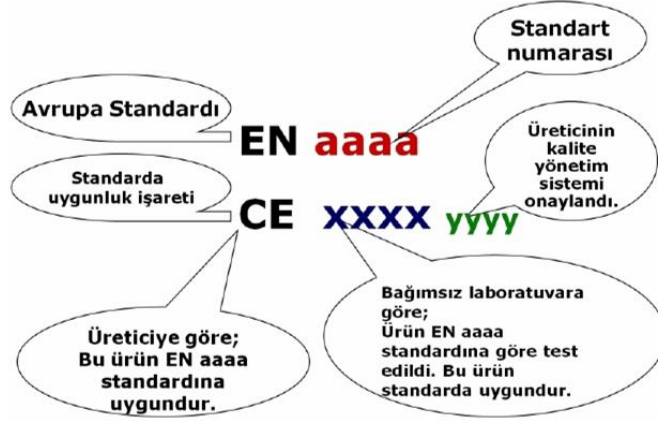 Standart
numarası
Avrupa Standardı
EN aaaa
Üreticinin
kalite
yönetim
sistemi
onaylandı.
Standarda
uygunluk işareti
CE xxxx yyyy
Üreticiye göre;
Bu ürün EN aaaa
standardına
uygundur.
Bağımsız laboratuvara
göre;
Ürün EN aaaa
standardına göre test
edildi. Bu ürün
standarda uygundur.